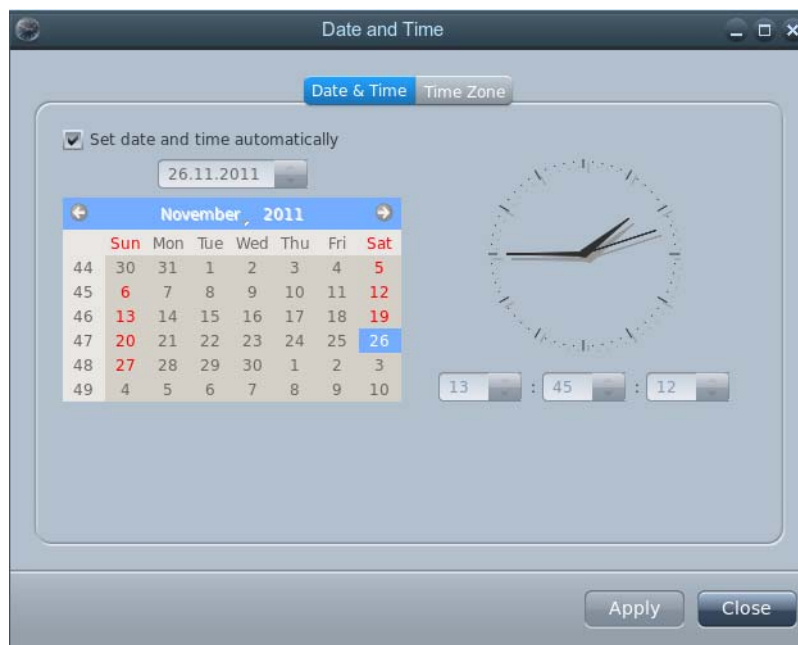 Date and Time
Date & Time Time Zone
Set date and time automatically
26.11.2011
November, 2011
Sun Mon Tue Wed Thu Fri Sat
44 30 31 1 2 3 4 5
45 6 7 8 9 10 11 12
46 13 14 15 16 17 18 19
47 20 21 22 23 24 25 26
48 27 28 29 30 1 2 3
49 4 5 6 7 8 9 10
13 : 45 : 12
Apply Close